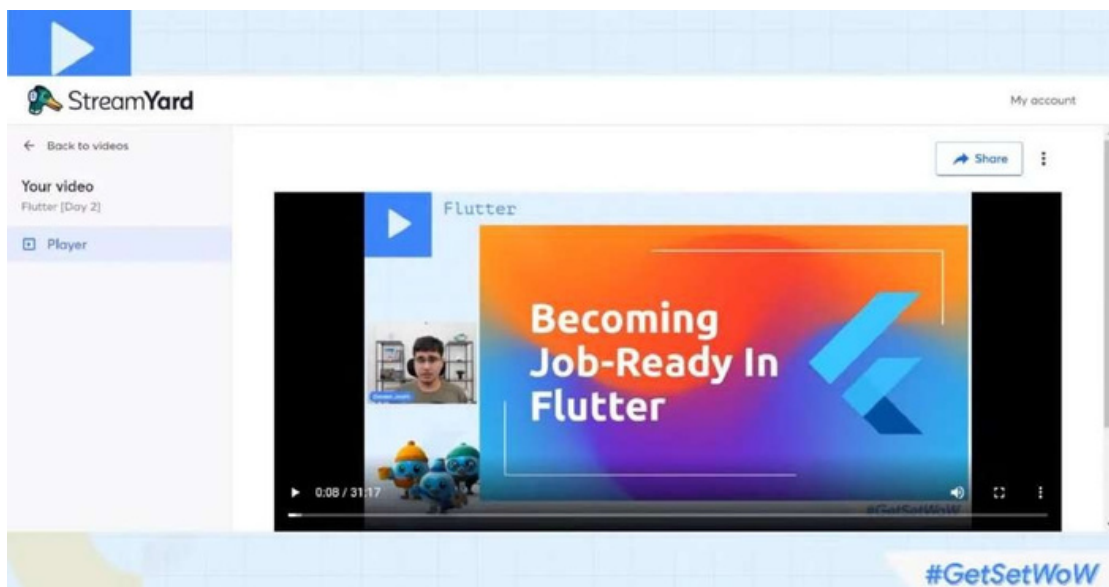 StreamYard
My account
Back to videos
Share
Your video
Flutter [Day 2]
Player
Flutter
Becoming
Job-Ready In
Flutter
0:08 / 31:17
#GetSetWoW
#GetSetWoW